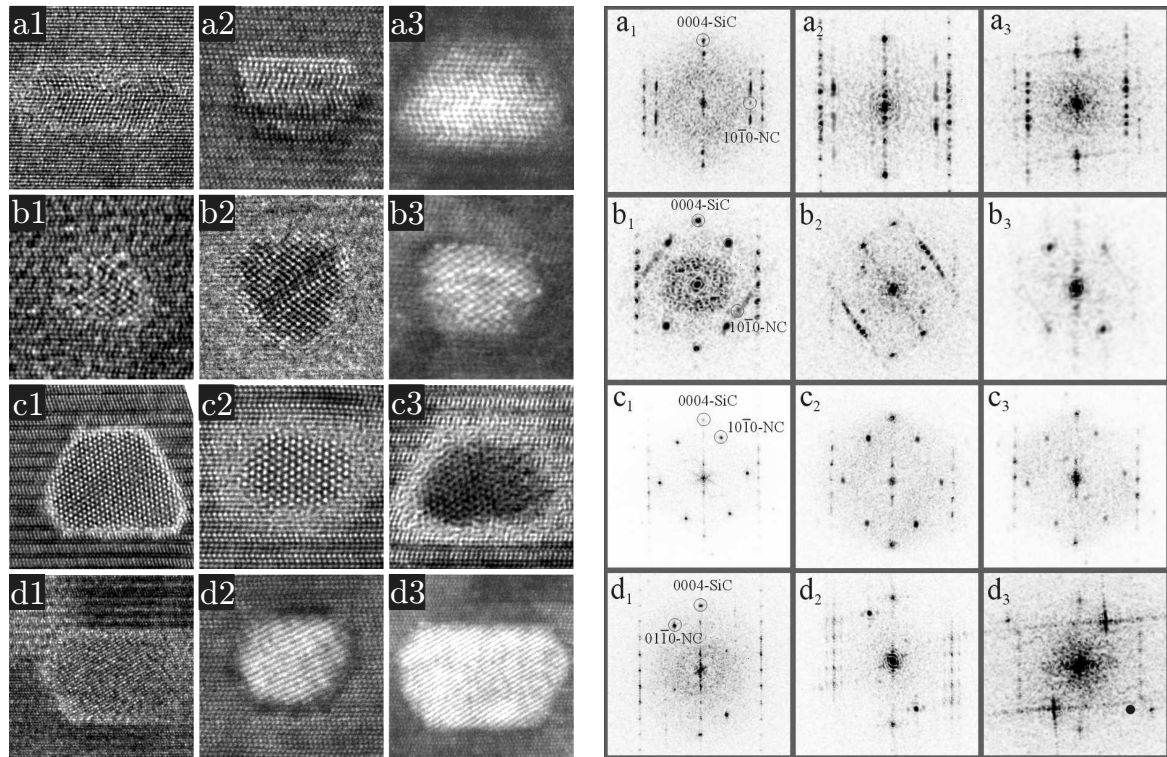 a1 a2 a3
b1 b2 b3
c1 c2 c3
d1 d2 d3
a₁ 0004-SiC a₂ a₃
101̅0-NC
b₁ 0004-SiC b₂ b₃
101̅0-NC
c₁ 0004-SiC c₂ c₃
101̅0-NC
d₁ 0004-SiC d₂ d₃
011̅0-NC